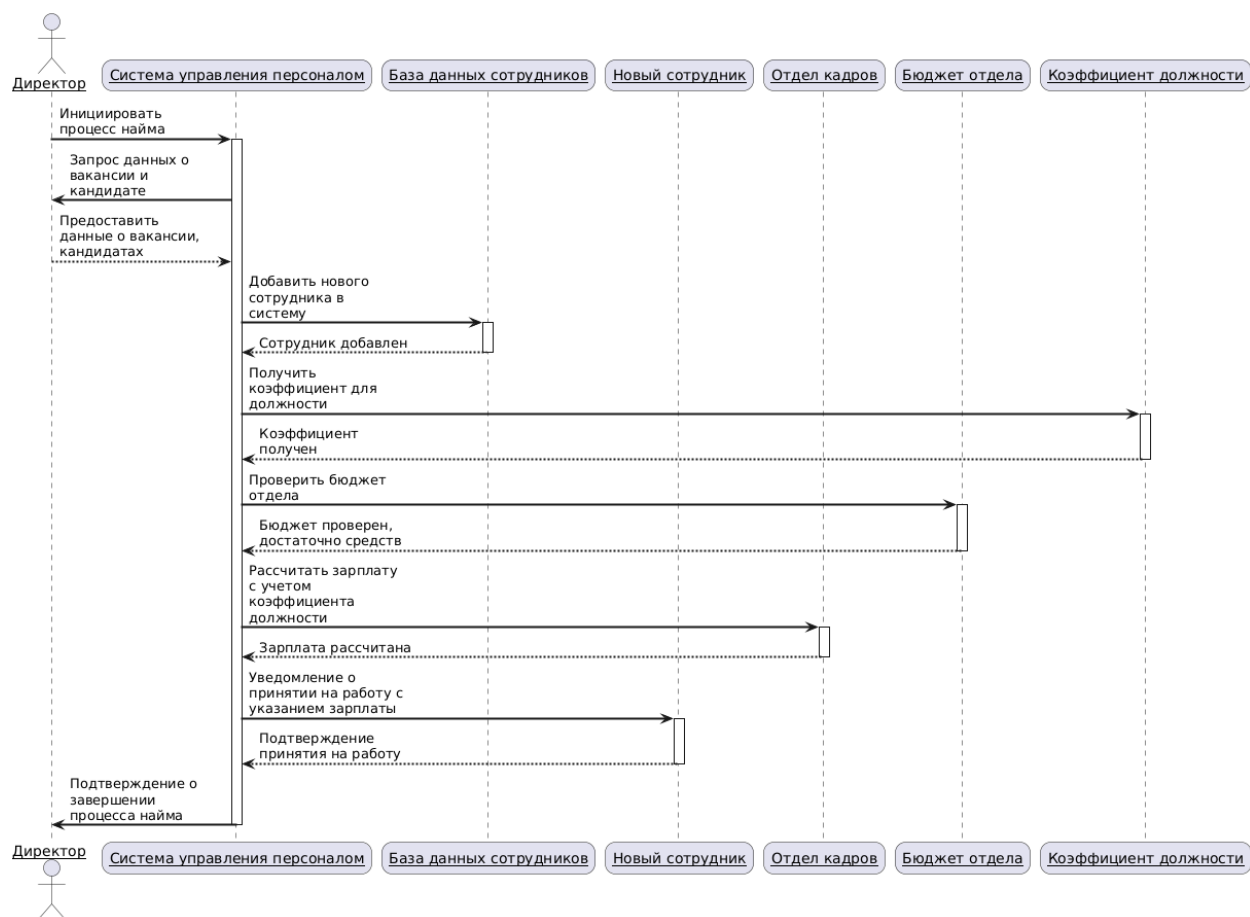 Директор
Система управления персоналом
База данных сотрудников
Новый сотрудник
Отдел кадров
Бюджет отдела
Коэффициент должности
Инициировать
процесс найма
Запрос данных о
вакансии и
кандидате
Предоставить
данные о вакансии,
кандидатах
Добавить нового
сотрудника в
систему
Сотрудник добавлен
Получить
коэффициент для
должности
Коэффициент
получен
Проверить бюджет
отдела
Бюджет проверен,
достаточно средств
Рассчитать зарплату
с учетом
коэффициента
должности
Зарплата рассчитана
Уведомление о
принятии на работу с
указанием зарплаты
Подтверждение
принятия на работу
Подтверждение о
завершении
процесса найма
Директор
Система управления персоналом
База данных сотрудников
Новый сотрудник
Отдел кадров
Бюджет отдела
Коэффициент должности